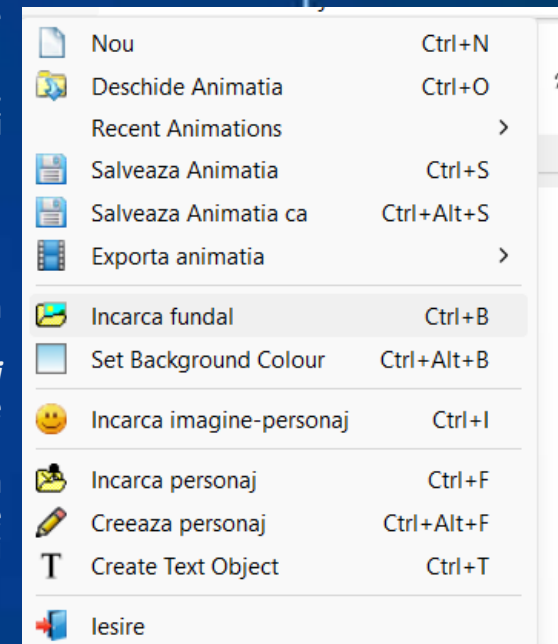 Nou Ctrl+N
Deschide Animatia Ctrl+O
Recent Animations >
Salveaza Animatia Ctrl+S
Salveaza Animatia ca Ctrl+Alt+S
Exporta animatia >
Incarca fundal Ctrl+B
Set Background Colour Ctrl+Alt+B
Incarca imagine-personaj Ctrl+I
Incarca personaj Ctrl+F
Creeaza personaj Ctrl+Alt+F
T Create Text Object Ctrl+T
Iesire